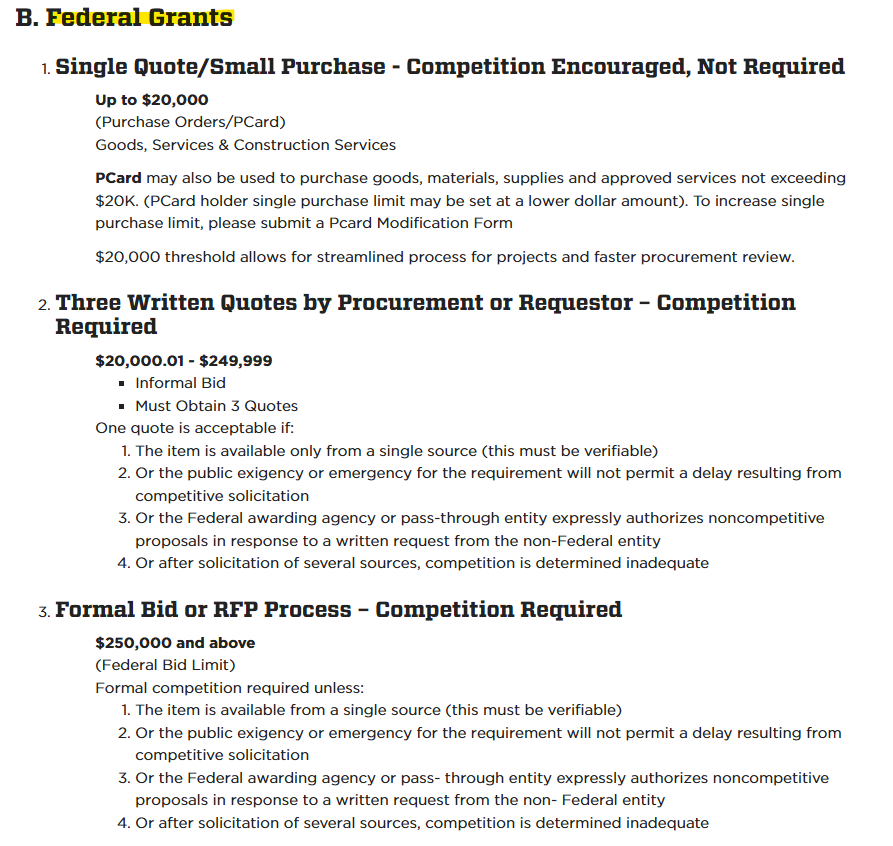 B. Federal Grants
1. Single Quote/Small Purchase - Competition Encouraged, Not Required
Up to $20,000
(Purchase Orders/PCard)
Goods, Services & Construction Services
PCard may also be used to purchase goods, materials, supplies and approved services not exceeding
$20K. (PCard holder single purchase limit may be set at a lower dollar amount). To increase single
purchase limit, please submit a Pcard Modification Form
$20,000 threshold allows for streamlined process for projects and faster procurement review.
2. Three Written Quotes by Procurement or Requestor – Competition
Required
$20,000.01 - $249,999
▪ Informal Bid
▪ Must Obtain 3 Quotes
One quote is acceptable if:
1. The item is available only from a single source (this must be verifiable)
2. Or the public exigency or emergency for the requirement will not permit a delay resulting from
competitive solicitation
3. Or the Federal awarding agency or pass-through entity expressly authorizes noncompetitive
proposals in response to a written request from the non-Federal entity
4. Or after solicitation of several sources, competition is determined inadequate
3. Formal Bid or RFP Process – Competition Required
$250,000 and above
(Federal Bid Limit)
Formal competition required unless:
1. The item is available from a single source (this must be verifiable)
2. Or the public exigency or emergency for the requirement will not permit a delay resulting from
competitive solicitation
3. Or the Federal awarding agency or pass- through entity expressly authorizes noncompetitive
proposals in response to a written request from the non- Federal entity
4. Or after solicitation of several sources, competition is determined inadequate